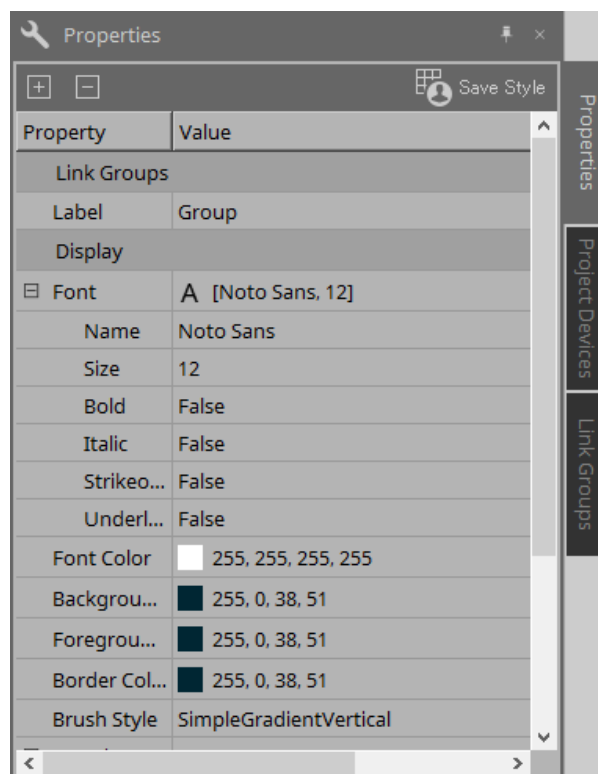 Properties
Save Style
Property Value
Link Groups
Label Group
Display
Font A [Noto Sans, 12]
Name Noto Sans
Size 12
Bold False
Italic False
Strikeo... False
Underl... False
Font Color 255, 255, 255, 255
Backgrou... 255, 0, 38, 51
Foregrou... 255, 0, 38, 51
Border Col... 255, 0, 38, 51
Brush Style SimpleGradientVertical
Properties
Project Devices
Link Groups